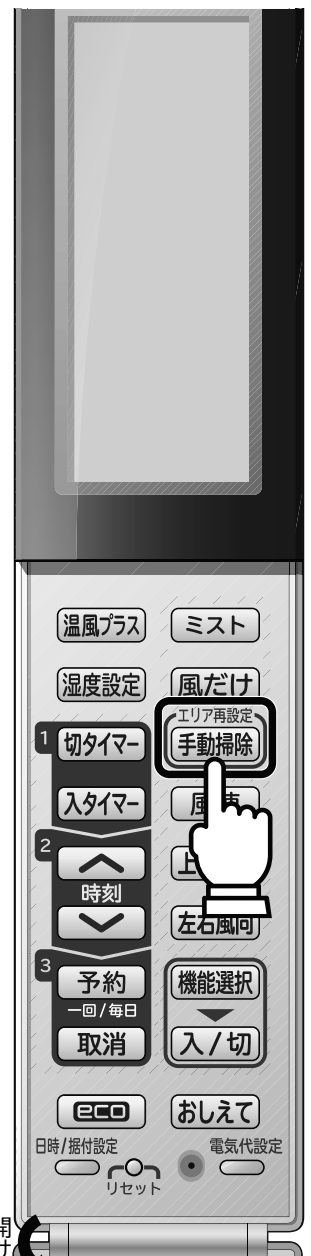 温風プラス ミスト
湿度設定 風だけ
エリア再設定
1 切タイマー 手動掃除
入タイマー 風
2
時刻
上
左右風向
3 予約 機能選択
一回/毎日
取消 入/切
eco おしえて
日時/据付設定 電気代設定
リセット
開
け